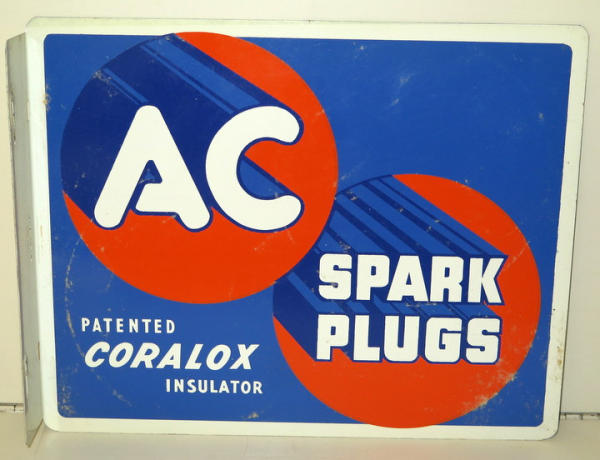 AC
SPARK
PLUGS
PATENTED
CORALOX
INSULATOR